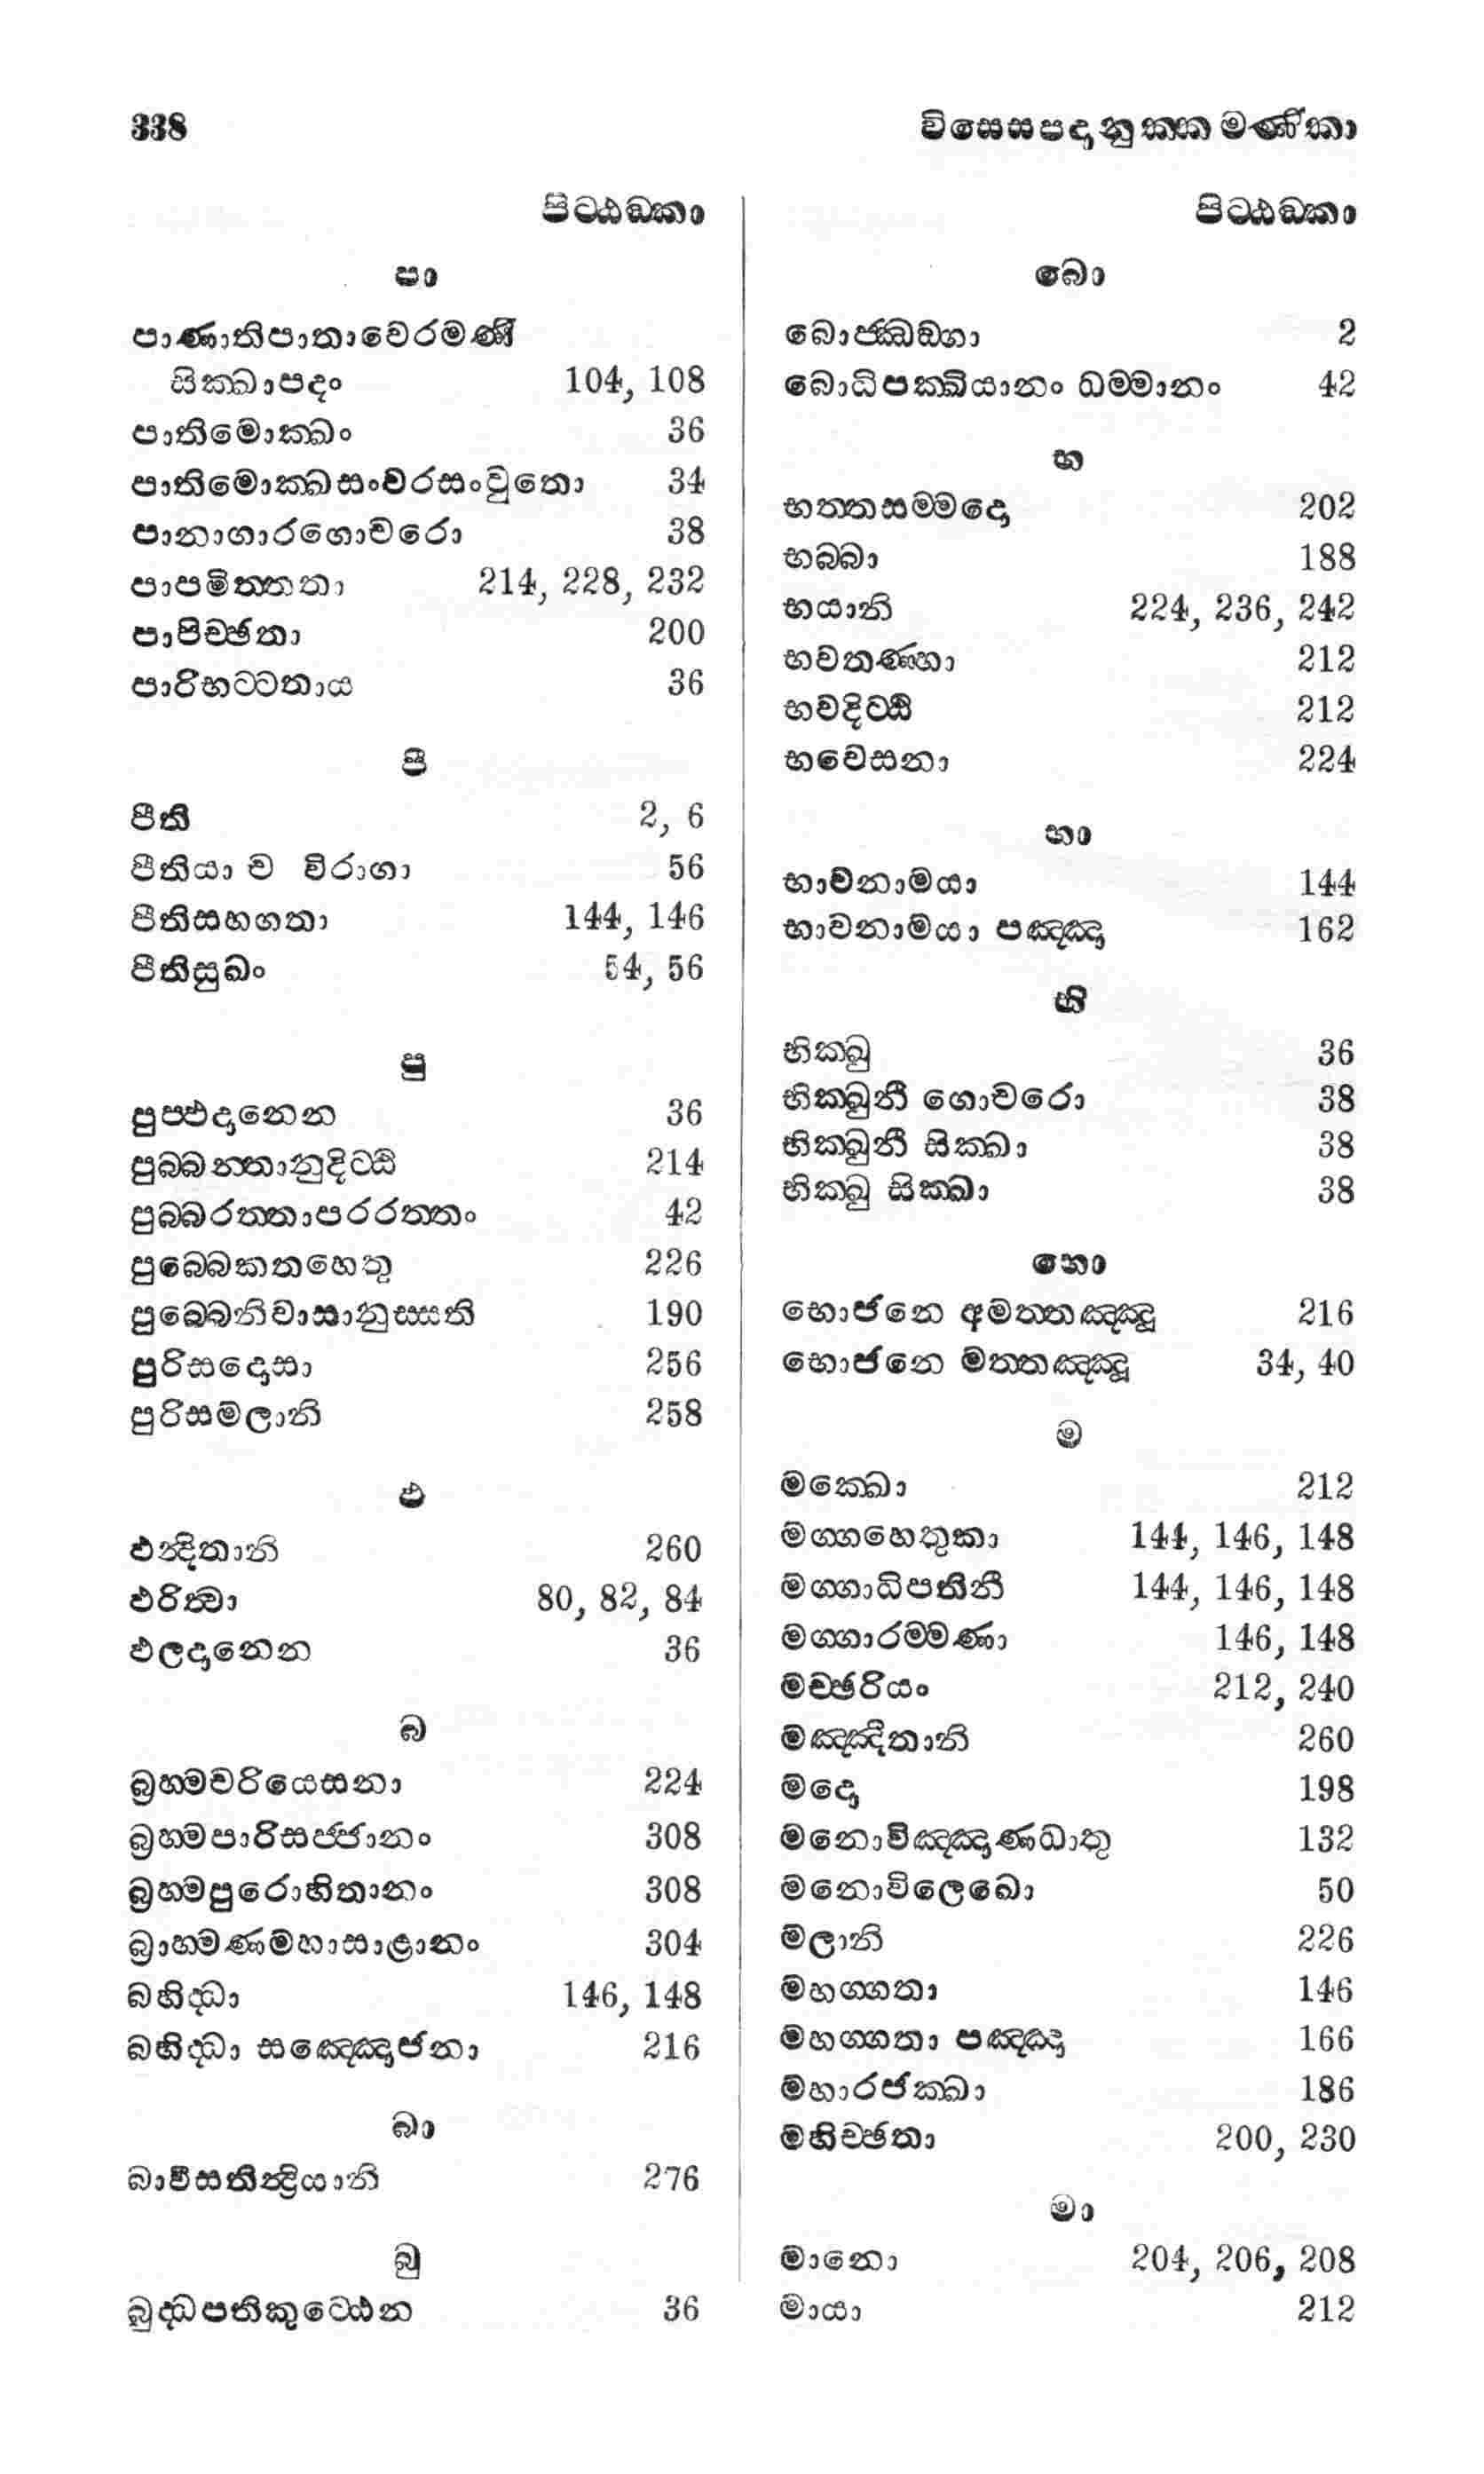 338 විසෙසපදානුක්කමණිකා
පිට්ඨඞකා
පා
පාණාතිපාතාවෙරමණී
සික්ඛාපදං 104, 108
පාතිමොක්ඛං 36
පාතිමොක්ඛසංවරසංවුතො 34
පානාගාරගොචරො 38
පාපමිත්තතා 214, 228, 232
පාපිච්ඡතා 200
පාරිභට්ටතාය 36
පී
පීති 2, 6
පීතියා ච විරාගා 56
පීතිසහගතා 144, 146
පීතිසුඛං 54, 56
පු
පුප්ඵදානෙන 36
පුබ්බන්තානුදිට්ඨි 214
පුබ්බරත්තාපරරත්තං 42
පුබ්බෙකතහෙතු 226
පුබ්බෙනිවාසානුස්සති 190
පුරිසදොසා 256
පුරිසමලානි 258
ඵ
ඵන්දිතානි 260
ඵරිත්වා 80, 82, 84
ඵලදානෙන 36
බ
බ්‍රහ්මචරියෙසනා 224
බ්‍රහ්මපාරිසජ්ජානං 308
බ්‍රහ්මපුරොහිතානං 308
බ්‍රාහ්මණමහාසාළානං 304
බහිද්ධා 146, 148
බහිද්ධා සඤ්ඤොජනා 216
බා
බාවීසතින්ද්‍රියානි 276
බු
බුද්ධපතිකුට්ඨෙන 36
පිට්ඨඞකා
බො
බොජ්ඣඞ්ගා 2
බොධිපක්ඛියානං ධම්මානං 42
භ
භත්තසම්මදො 202
භබ්බා 188
භයානි 224, 236, 242
භවතණ්හා 212
භවදිට්ඨි 212
භවෙසනා 224
භා
භාවනාමයා 144
භාවනාමයා පඤ්ඤා 162
භි
භික්ඛු 36
භික්ඛුනී ගොචරො 38
භික්ඛුනී සික්ඛා 38
භික්ඛු සික්ඛා 38
භො
භොජනෙ අමත්තඤ්ඤූ 216
භොජනෙ මත්තඤ්ඤූ 34, 40
ම
මක්ඛො 212
මග්ගහෙතුකා 144, 146, 148
මග්ගාධිපතිනී 144, 146, 148
මග්ගාරම්මණා 146, 148
මච්ඡරියං 212, 240
මඤ්ඤිතානි 260
මදො 198
මනොවිඤ්ඤාණධාතු 132
මනොවිලෙඛො 50
මලානි 226
මහග්ගතා 146
මහග්ගතා පඤ්ඤා 166
මහාරජක්ඛා 186
මහිච්ඡතා 200, 230
මා
මානො 204, 206, 208
මායා 212